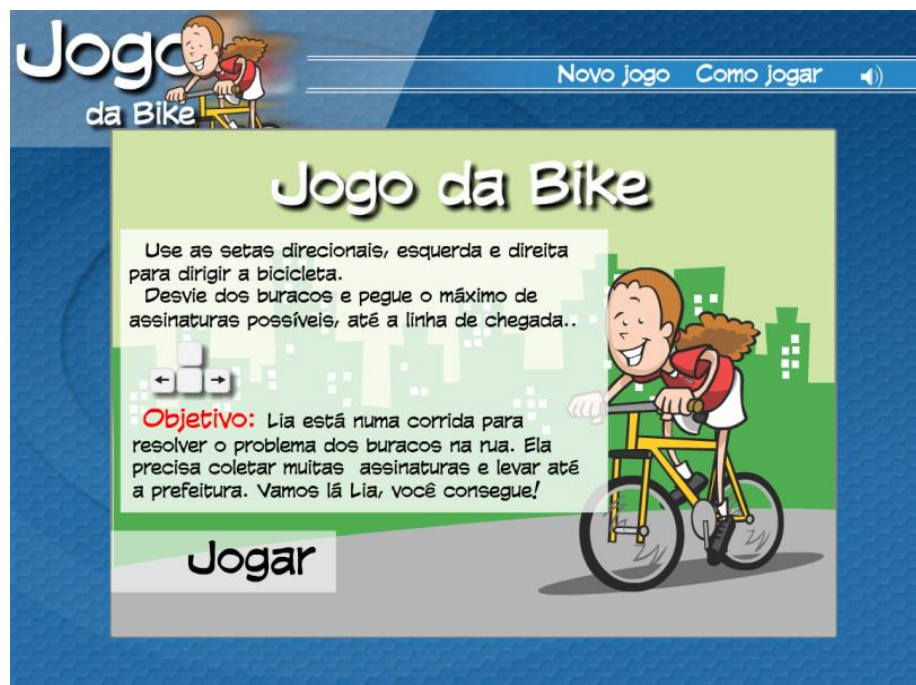 Jogo
da Bike
Novo jogo Como jogar
Jogo da Bike
Use as setas direcionais, esquerda e direita
para dirigir a bicicleta.
Desvie dos buracos e pegue o máximo de
assinaturas possíveis, até a linha de chegada..
Objetivo: Lia está numa corrida para
resolver o problema dos buracos na rua. Ela
precisa coletar muitas assinaturas e levar até
a prefeitura. Vamos lá Lia, você consegue!
Jogar